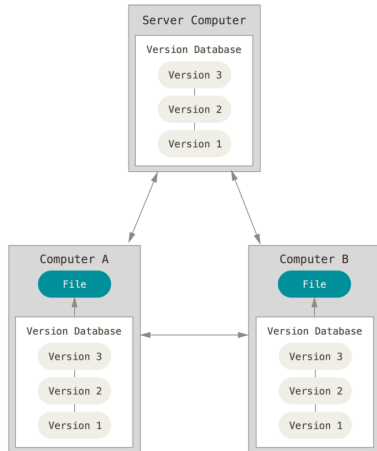 Server Computer
Version Database
Version 3
Version 2
Version 1
Computer A
File
Version Database
Version 3
Version 2
Version 1
Computer B
File
Version Database
Version 3
Version 2
Version 1